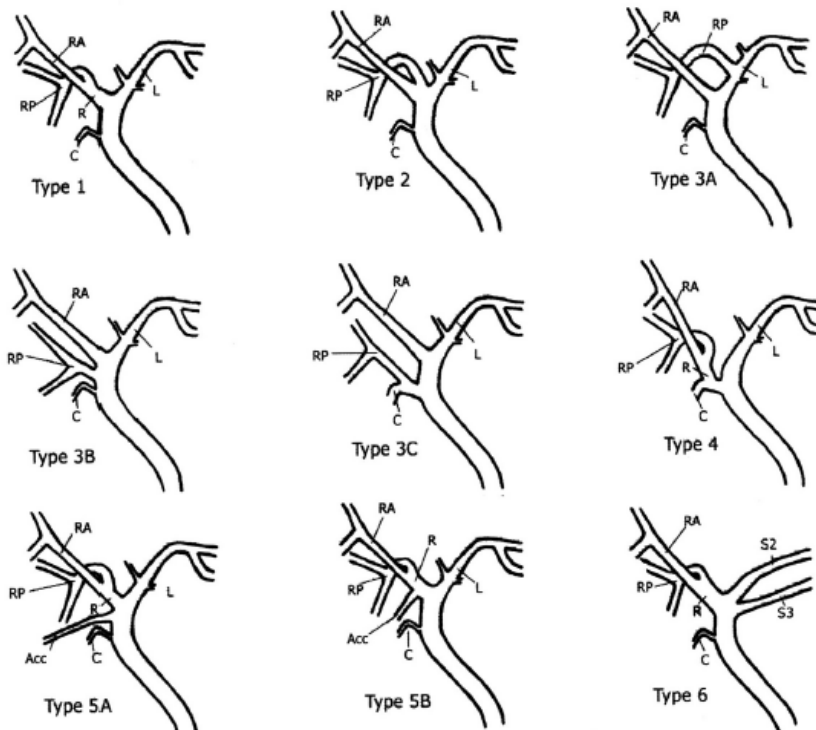 RA
RP
R
L
C
Type 1
RA
RP
L
C
Type 2
RA
RP
L
C
Type 3A
RA
RP
L
C
Type 3B
RA
RP
L
C
Type 3C
RA
RP
R
L
C
Type 4
RA
RP
R
L
Acc
C
Type 5A
RA
R
RP
L
Acc
C
Type 5B
RA
S2
RP
R
S3
C
Type 6